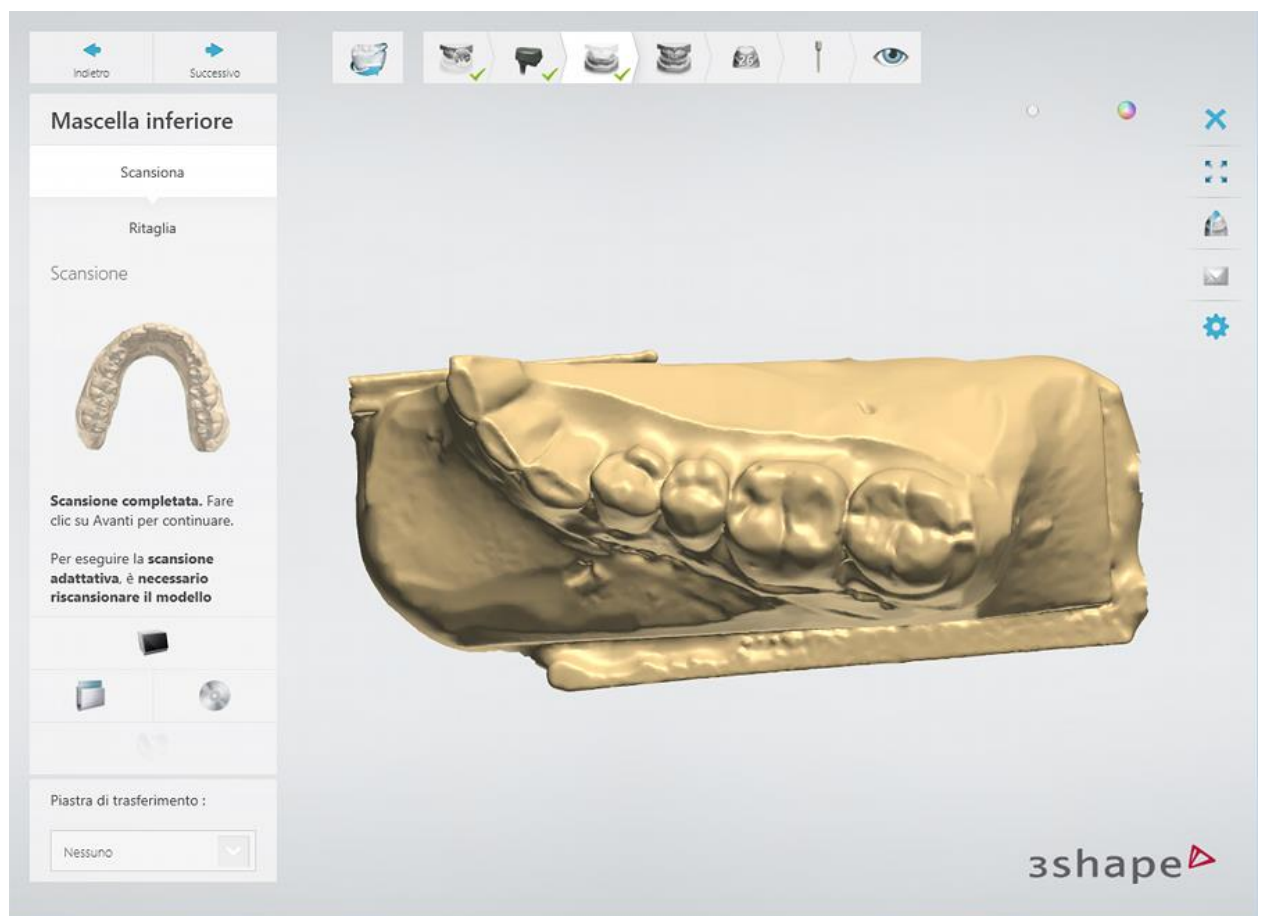 Indietro
Successivo
26
Mascella inferiore
Scansiona
Ritaglia
Scansione
Scansione completata. Fare
clic su Avanti per continuare.
Per eseguire la scansione
adattativa, è necessario
riscansionare il modello
Piastra di trasferimento :
Nessuno
3shape